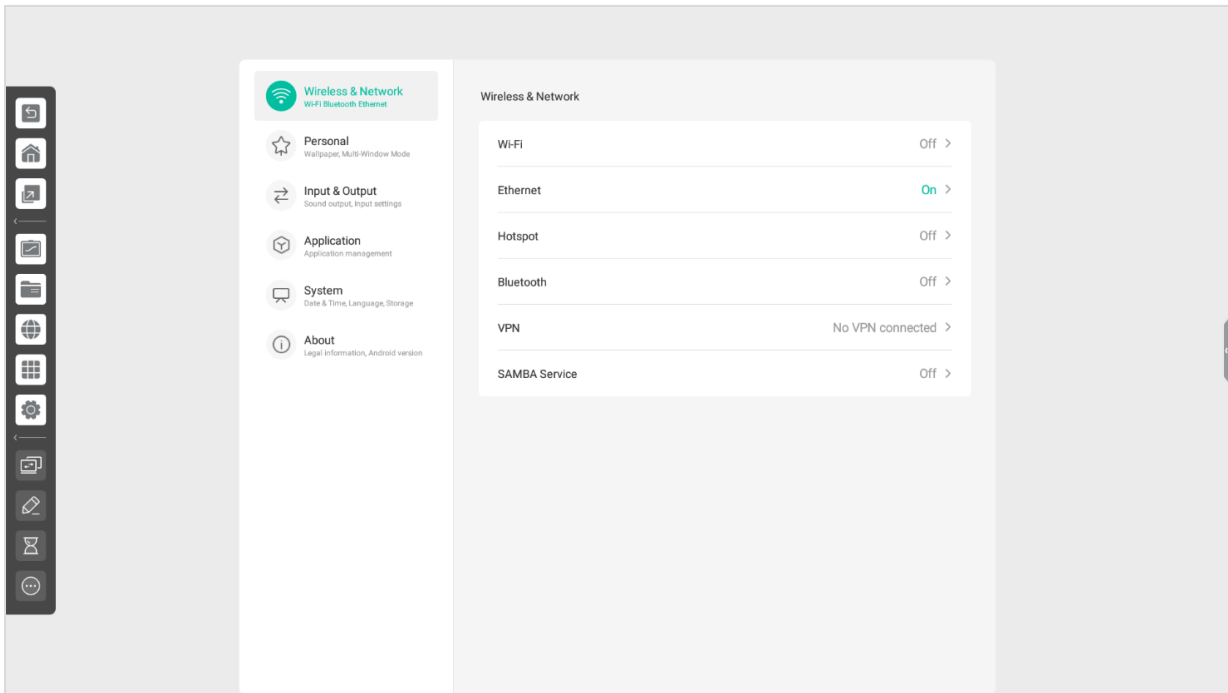 Wireless & Network
Wi-Fi Bluetooth Ethernet
Personal
Wallpaper, Multi-Window Mode
Input & Output
Sound output, Input settings
Application
Application management
System
Date & Time, Language, Storage
About
Legal information, Android version
Wireless & Network
Wi-Fi Off
Ethernet On
Hotspot Off
Bluetooth Off
VPN No VPN connected
SAMBA Service Off